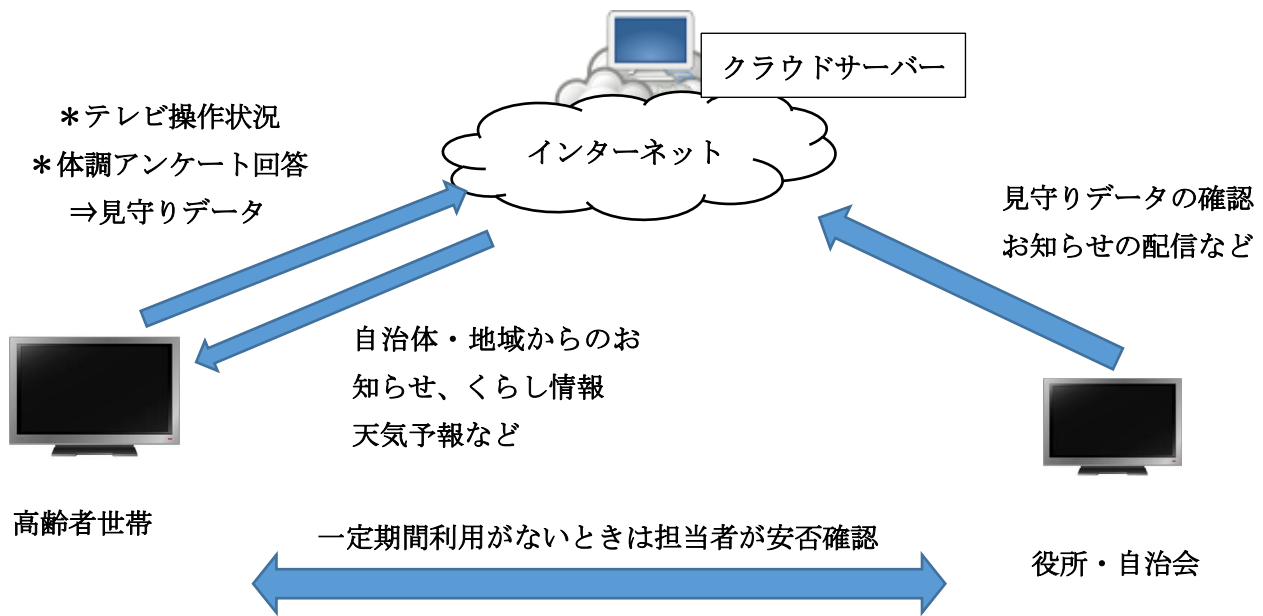 クラウドサーバー
インターネット
＊テレビ操作状況
＊体調アンケート回答
⇒見守りデータ
見守りデータの確認
お知らせの配信など
自治体・地域からのお
知らせ、くらし情報
天気予報など
高齢者世帯
一定期間利用がないときは担当者が安否確認
役所・自治会